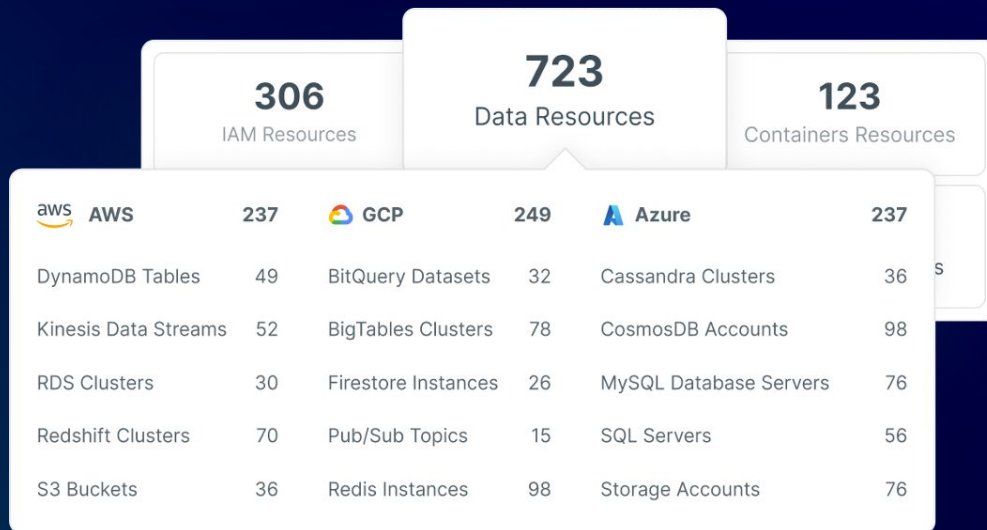 306
IAM Resources
723
Data Resources
123
Containers Resources
aws AWS 237
DynamoDB Tables 49
Kinesis Data Streams 52
RDS Clusters 30
Redshift Clusters 70
S3 Buckets 36
GCP 249
BitQuery Datasets 32
BigTables Clusters 78
Firestore Instances 26
Pub/Sub Topics 15
Redis Instances 98
Azure 237
Cassandra Clusters 36
CosmosDB Accounts 98
MySQL Database Servers 76
SQL Servers 56
Storage Accounts 76
s